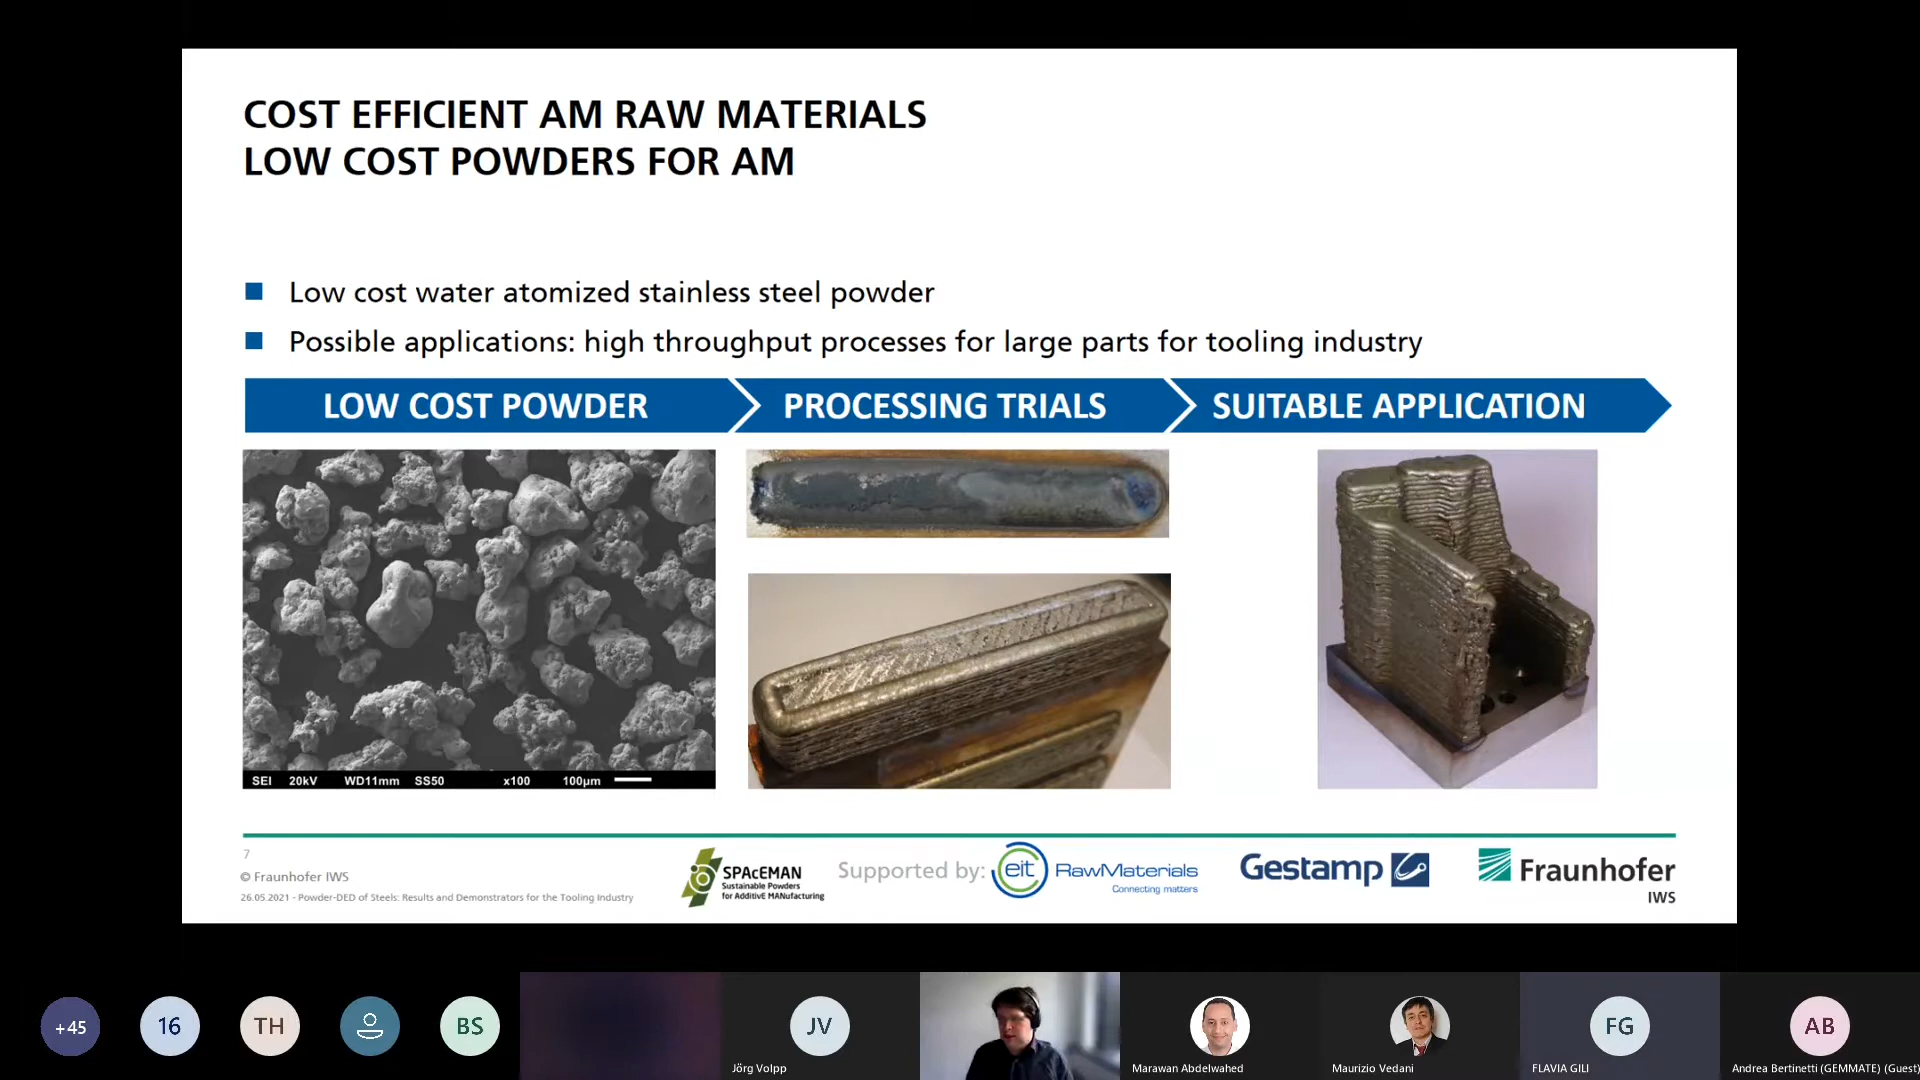 COST EFFICIENT AM RAW MATERIALS
LOW COST POWDERS FOR AM
Low cost water atomized stainless steel powder
Possible applications: high throughput processes for large parts for tooling industry
LOW COST POWDER
PROCESSING TRIALS
SUITABLE APPLICATION
SEI 20kV WD11mm SS50 x100 100µm
7
© Fraunhofer IWS
26.05.2021 - Powder-DED of Steels: Results and Demonstrators for the Tooling Industry
SPAcEMAN
Sustainable Powders
for AdditivE MANufacturing
Supported by:
eit RawMaterials
Connecting matters
Gestamp
Fraunhofer
IWS
+45
16
TH
BS
JV
Jörg Volpp
Marawan Abdelwahed
Maurizio Vedani
FG
FLAVIA GILI
AB
Andrea Bertinetti (GEMMATE) (Guest)